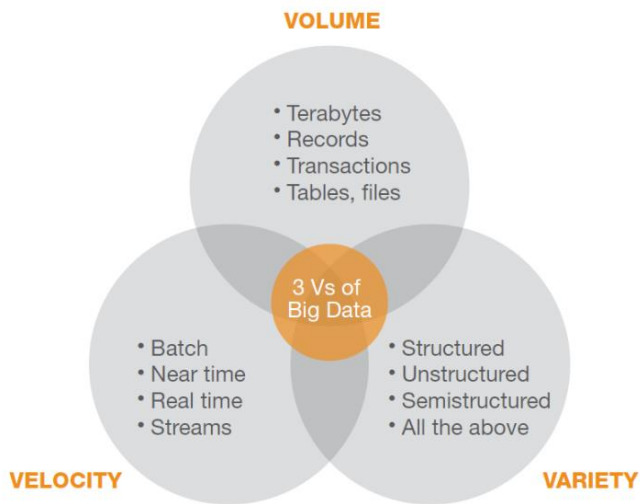 VOLUME
• Terabytes
• Records
• Transactions
• Tables, files
3 Vs of
Big Data
• Batch
• Near time
• Real time
• Streams
• Structured
• Unstructured
• Semistructured
• All the above
VELOCITY
VARIETY